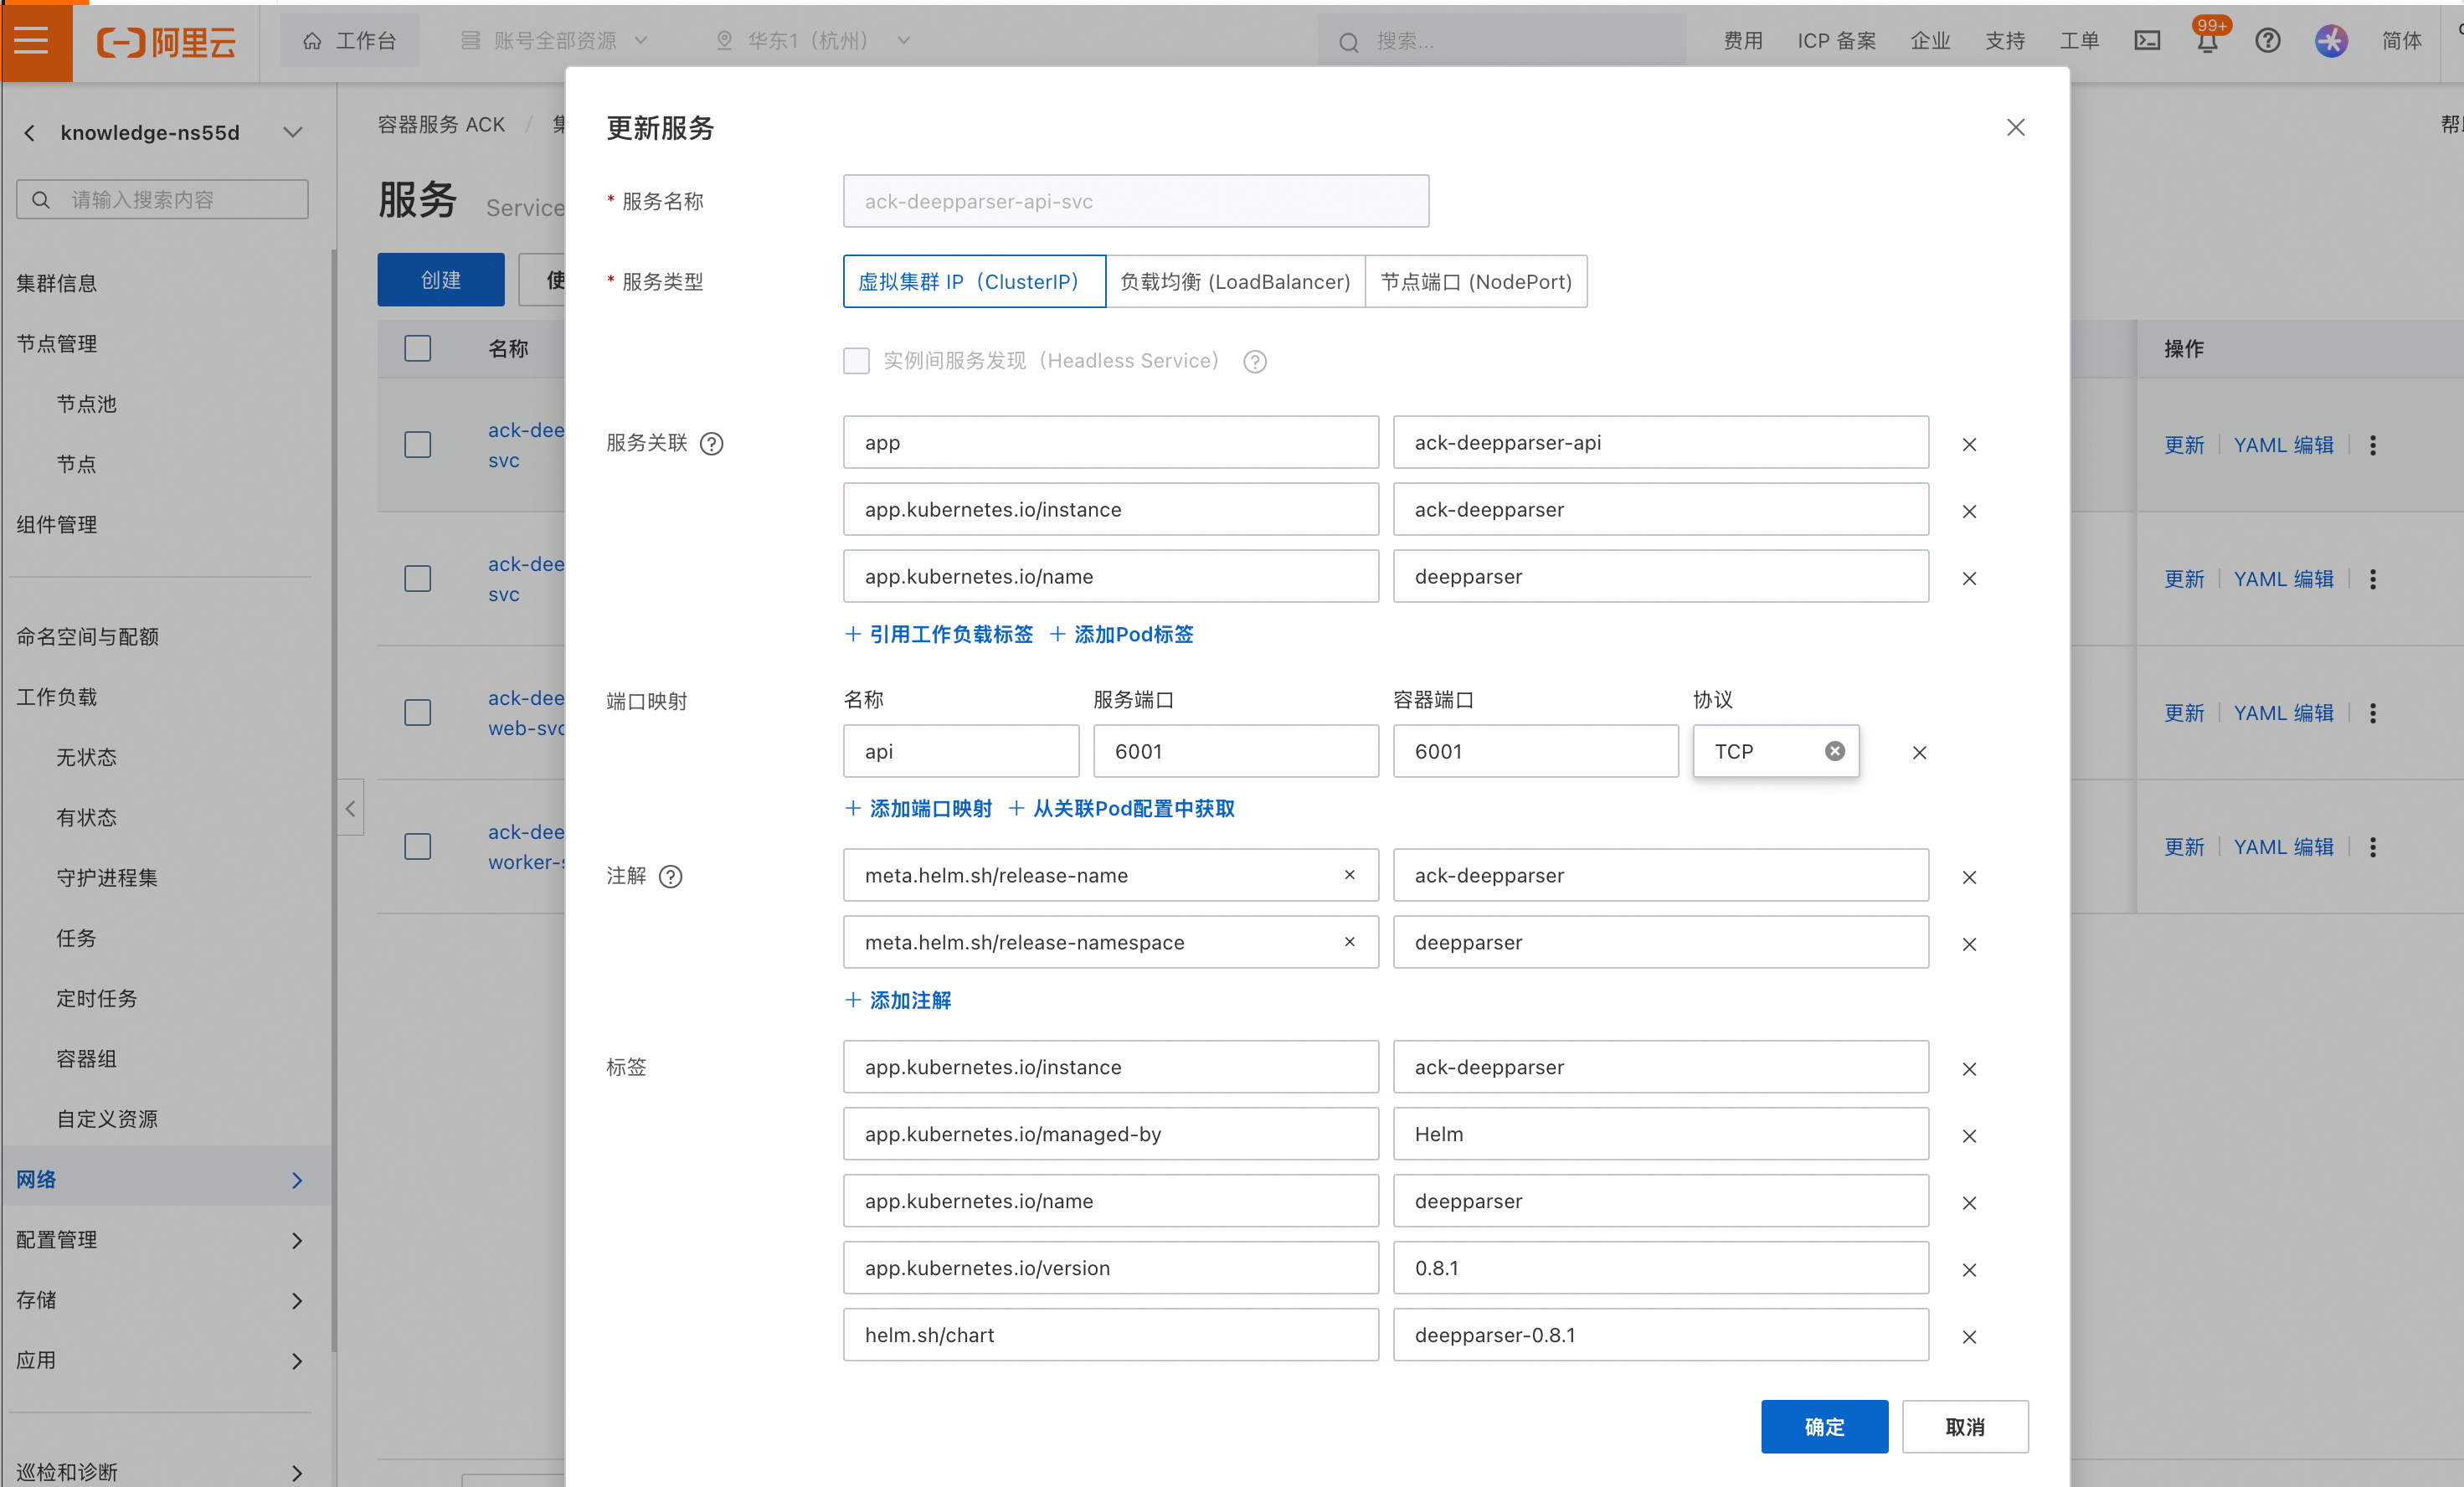 阿里云
工作台
账号全部资源
华东1（杭州）
搜索...
费用
ICP 备案
企业
支持
工单
99+
简体
knowledge-ns55d
请输入搜索内容
集群信息
节点管理
节点池
节点
组件管理
命名空间与配额
工作负载
无状态
有状态
守护进程集
任务
定时任务
容器组
自定义资源
网络
配置管理
存储
应用
巡检和诊断
容器服务 ACK /
服务 Service
创建
名称
操作
ack-dee
svc
更新 YAML 编辑
ack-dee
svc
更新 YAML 编辑
ack-dee
web-svc
更新 YAML 编辑
ack-dee
worker-s
更新 YAML 编辑
更新服务
* 服务名称 ack-deepparser-api-svc
* 服务类型 虚拟集群 IP（ClusterIP） 负载均衡 (LoadBalancer) 节点端口 (NodePort)
实例间服务发现（Headless Service）
服务关联 app ack-deepparser-api
app.kubernetes.io/instance ack-deepparser
app.kubernetes.io/name deepparser
+ 引用工作负载标签 + 添加Pod标签
端口映射 名称 服务端口 容器端口 协议
api 6001 6001 TCP
+ 添加端口映射 + 从关联Pod配置中获取
注解 meta.helm.sh/release-name ack-deepparser
meta.helm.sh/release-namespace deepparser
+ 添加注解
标签 app.kubernetes.io/instance ack-deepparser
app.kubernetes.io/managed-by Helm
app.kubernetes.io/name deepparser
app.kubernetes.io/version 0.8.1
helm.sh/chart deepparser-0.8.1
确定 取消